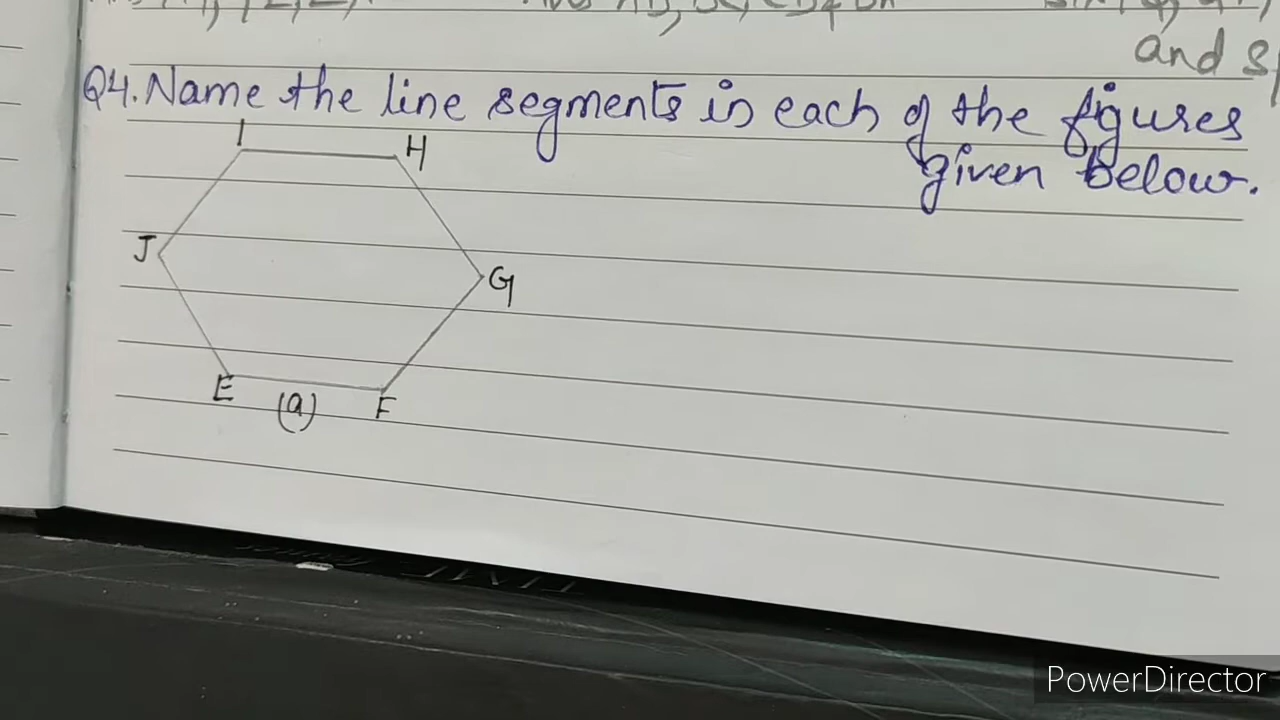 and
Q4. Name the line segments in each of the figures
given below.
I
H
J
G
E
(a)
F
PowerDirector